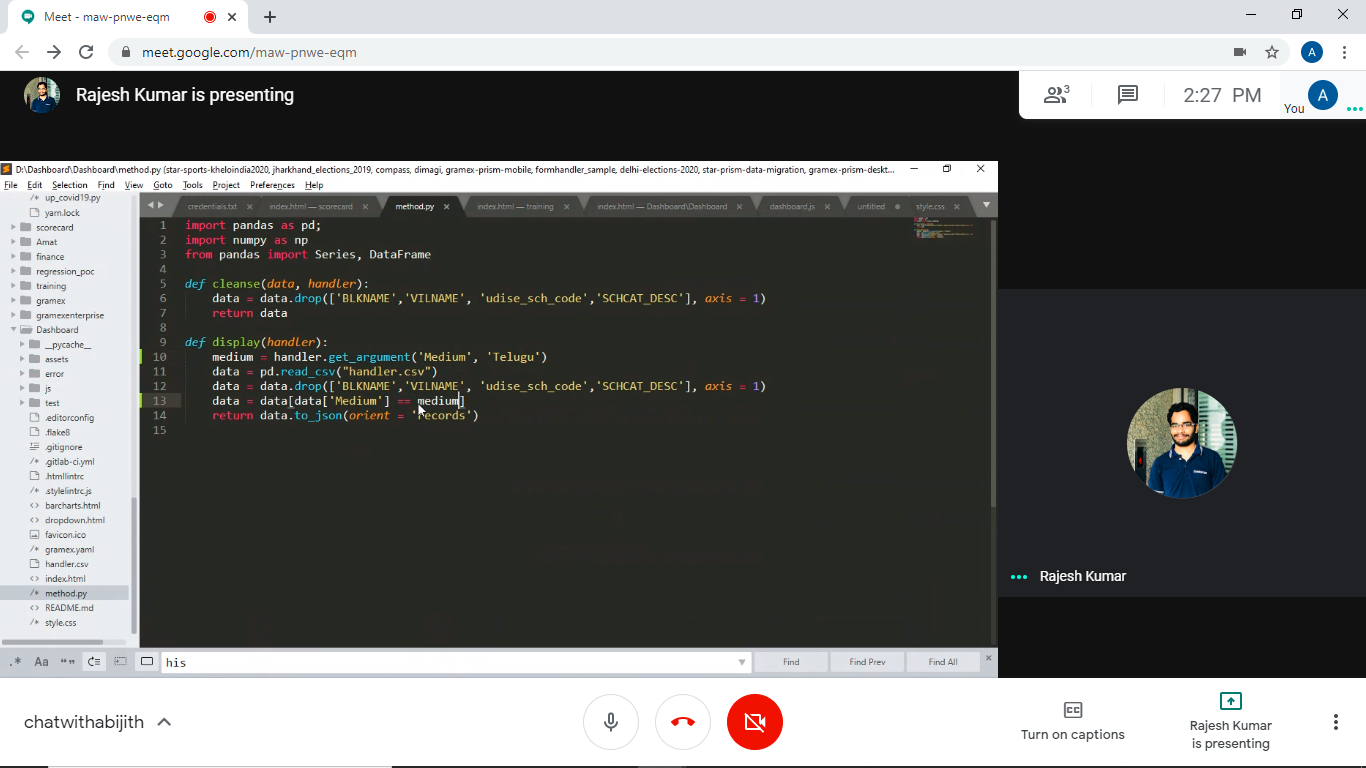 Meet - maw-pnwe-eqm
meet.google.com/maw-pnwe-eqm
A
Rajesh Kumar is presenting
3
2:27 PM
You
A
D:\Dashboard\Dashboard\method.py (star-sports-kheloindia2020, jharkhand_elections_2019, compass, dimagi, gramex-prism-mobile, formhandler_sample, delhi-elections-2020, star-prism-data-migration, gramex-prism-deskt...
File Edit Selection Find View Goto Tools Project Preferences Help
credentials.txt index.html — scorecard method.py index.html — training index.html — Dashboard\Dashboard dashboard.js untitled style.css
/* up_covid19.py
yarn.lock
scorecard
Amat
finance
regression_poc
training
gramex
gramexenterprise
Dashboard
__pycache__
assets
error
js
test
.editorconfig
.flake8
.gitignore
/* .gitlab-ci.yml
.htmllintrc
/* .stylelintrc.js
<> barcharts.html
<> dropdown.html
favicon.ico
/* gramex.yaml
handler.csv
<> index.html
/* method.py
<> README.md
/* style.css
1 import pandas as pd;
2 import numpy as np
3 from pandas import Series, DataFrame
4
5 def cleanse(data, handler):
6 data = data.drop(['BLKNAME','VILNAME', 'udise_sch_code','SCHCAT_DESC'], axis = 1)
7 return data
8
9 def display(handler):
10 medium = handler.get_argument('Medium', 'Telugu')
11 data = pd.read_csv("handler.csv")
12 data = data.drop(['BLKNAME','VILNAME', 'udise_sch_code','SCHCAT_DESC'], axis = 1)
13 data = data[data['Medium'] == medium]
14 return data.to_json(orient = 'records')
15
.* Aa “” his Find Find Prev Find All
Rajesh Kumar
chatwithabijith
CC
Turn on captions
Rajesh Kumar
is presenting